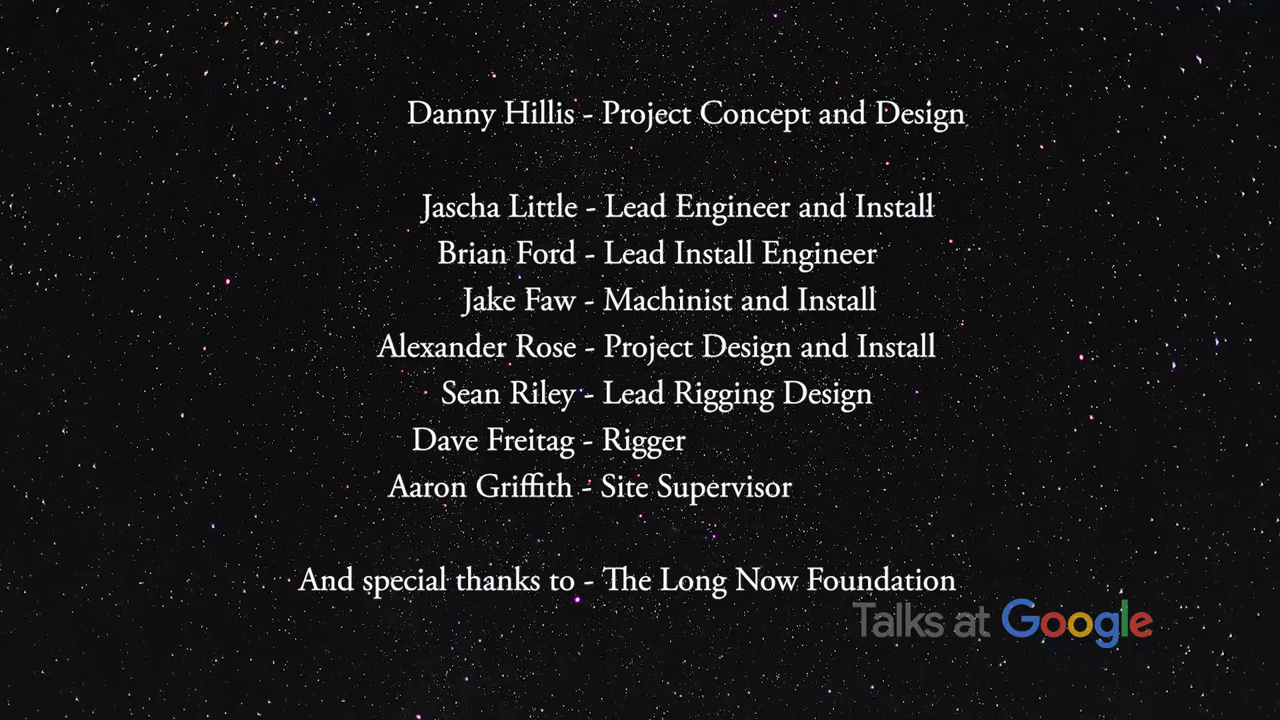 Danny Hillis - Project Concept and Design
Jascha Little - Lead Engineer and Install
Brian Ford - Lead Install Engineer
Jake Faw - Machinist and Install
Alexander Rose - Project Design and Install
Sean Riley - Lead Rigging Design
Dave Freitag - Rigger
Aaron Griffith - Site Supervisor
And special thanks to - The Long Now Foundation
Talks at Google